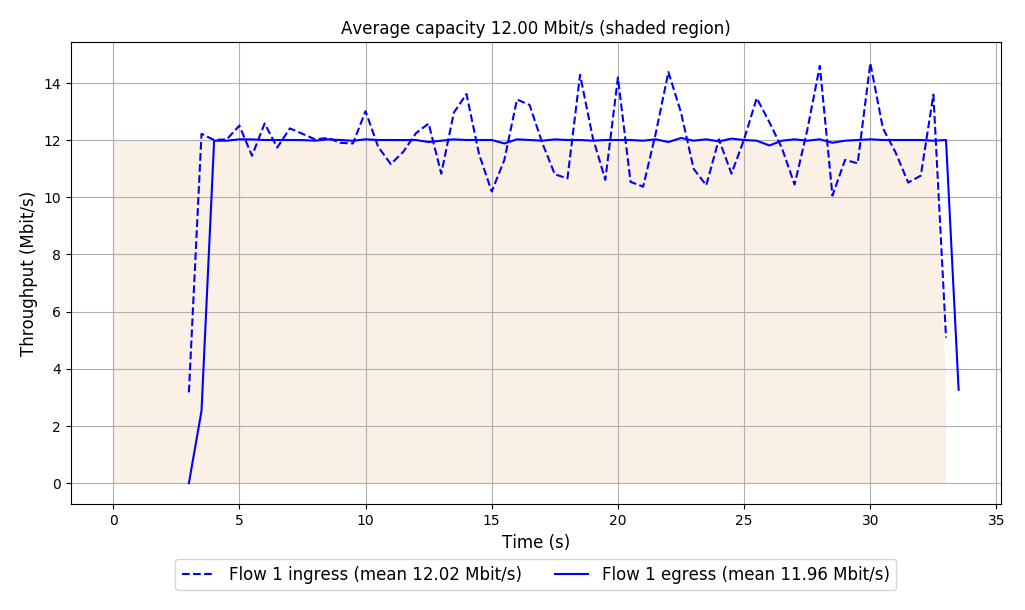 Average capacity 12.00 Mbit/s (shaded region)
Throughput (Mbit/s)
14
12
10
8
6
4
2
0
0 5 10 15 20 25 30 35
Time (s)
Flow 1 ingress (mean 12.02 Mbit/s) Flow 1 egress (mean 11.96 Mbit/s)